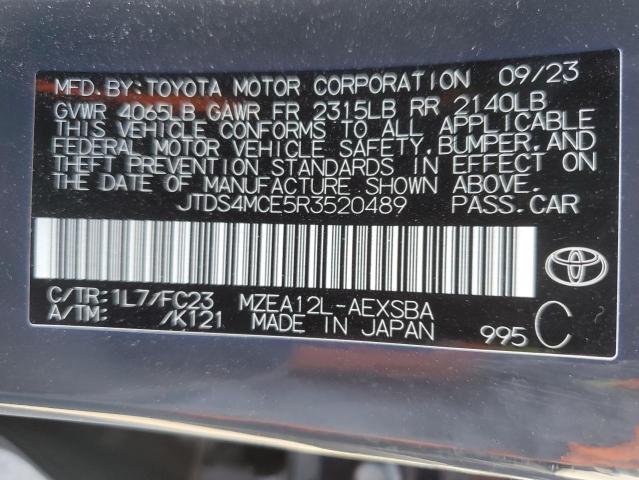 MFD. BY: TOYOTA MOTOR CORPORATION 09/23
GVWR 4065LB GAWR FR 2315LB RR 2140LB
THIS VEHICLE CONFORMS TO ALL APPLICABLE
FEDERAL MOTOR VEHICLE SAFETY, BUMPER, AND
THEFT PREVENTION STANDARDS IN EFFECT ON
THE DATE OF MANUFACTURE SHOWN ABOVE.
JTDS4MCE5R3520489 PASS. CAR
C/TR: 1L7/FC23 MZEA12L-AEXSBA
A/TM: /K121 MADE IN JAPAN 995 C